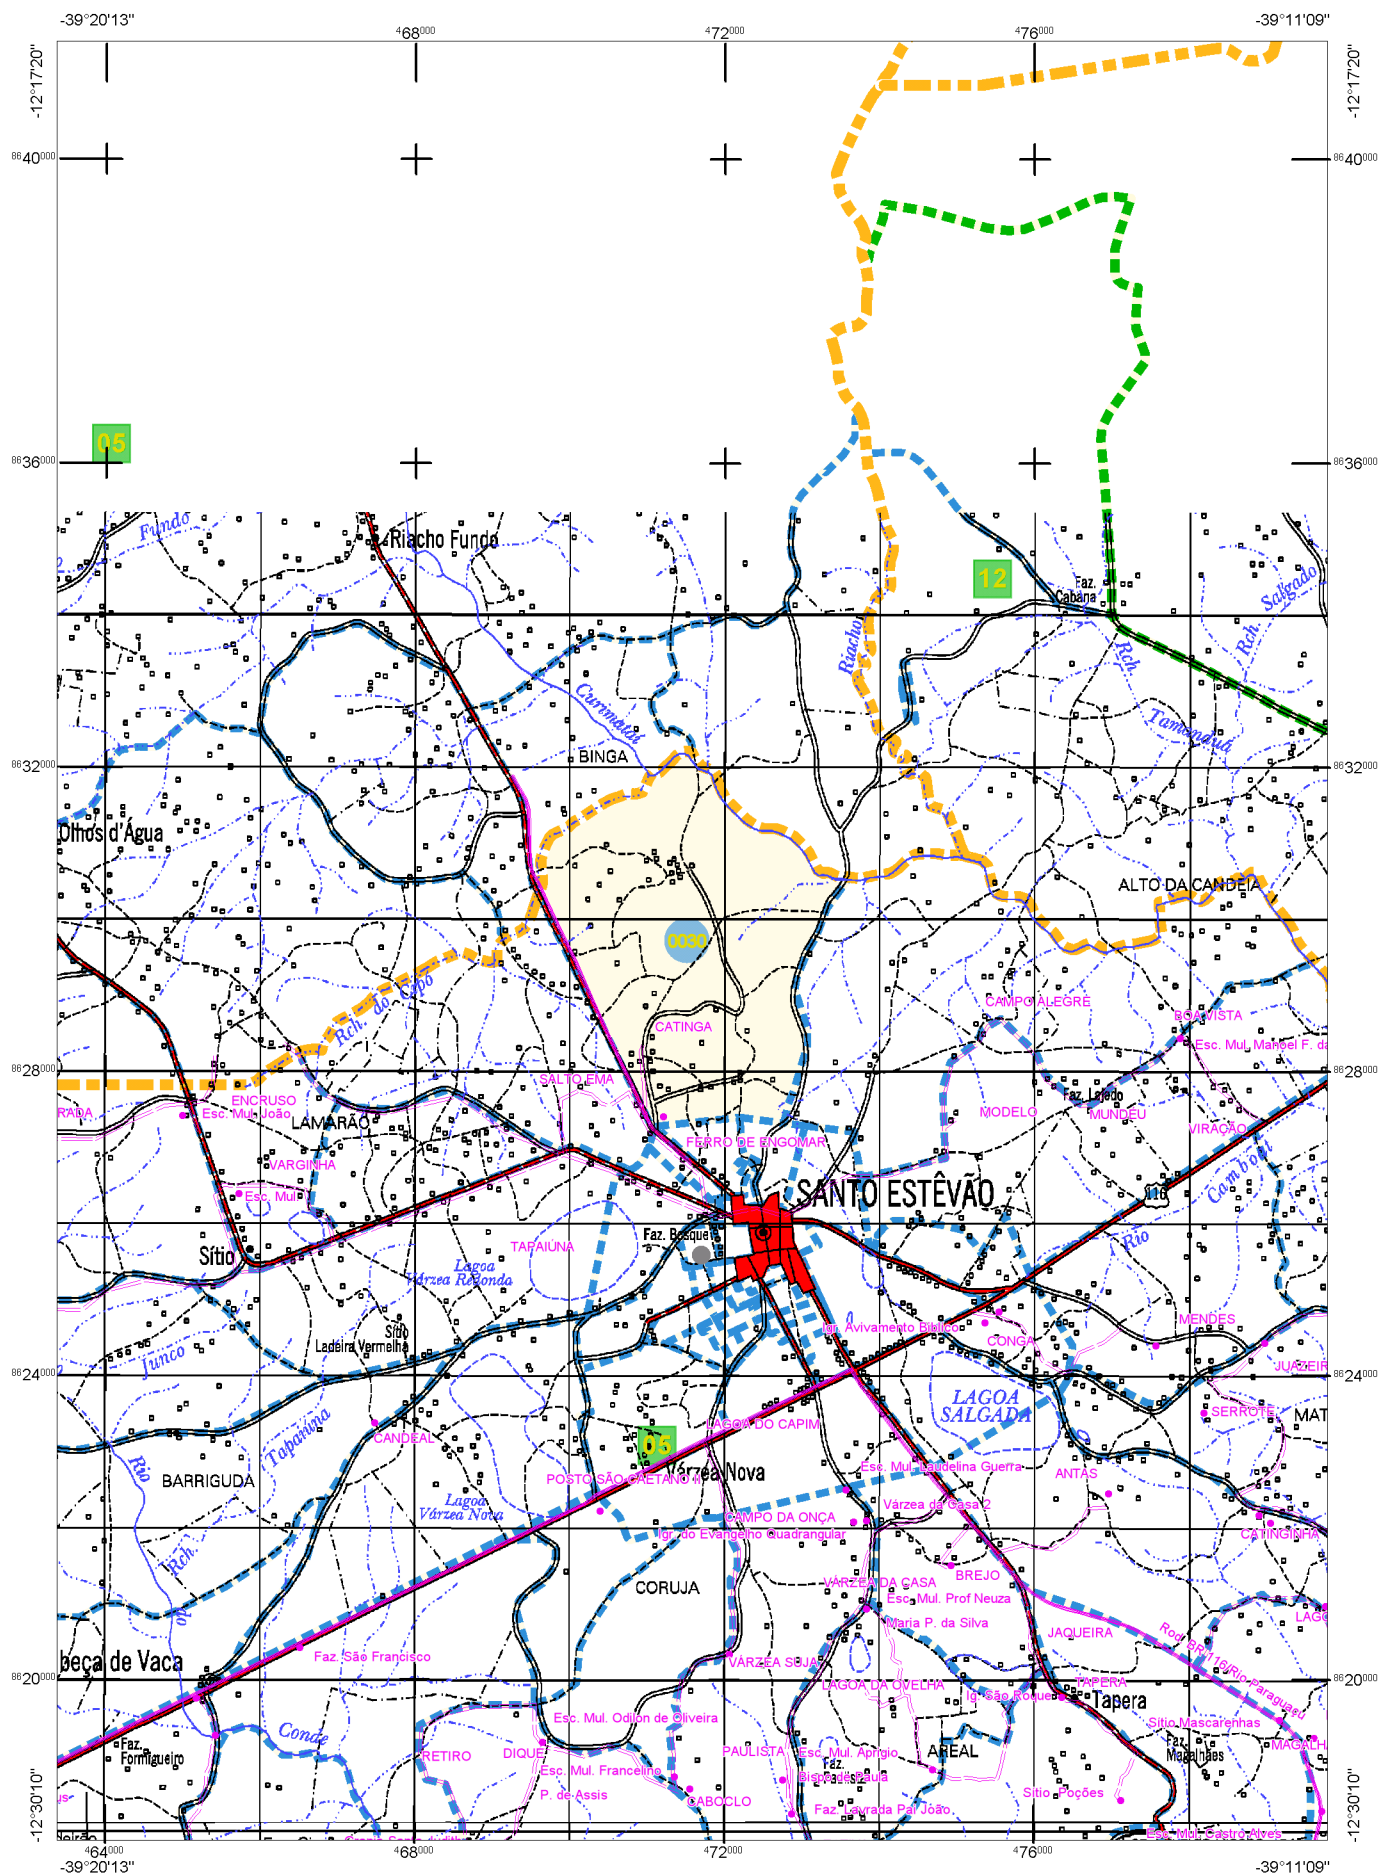 -39°20'13"
-39°11'09"
468000
472000
476000
-12°17'20"
-12°17'20"
8640000
8640000
05
8636000
8636000
Fundo
Riacho Fundo
12
Faz.
Cabana
Salgado
Rch.
Riacho
Rch
Curimataí
Tamanduá
BINGA
8632000
8632000
Olhos d'Água
ALTO DA CANDEIA
0030
Rch. do Cipó
CAMPO ALEGRE
BOA VISTA
CATINGA
Esc. Mul. Manoel F. da
8628000
8628000
SALTO EMA
Faz. Lajedo
ENCRUSO
RADA
Esc. Mul. João
LAMARÃO
MODELO
MUNDEU
VIRAÇÃO
FERRO DE ENGOMAR
VARGINHA
Camboatí
Esc. Mul
SANTO ESTÊVÃO
116
Faz. Bosque
Rio
Sítio
TAPAIÚNA
Lagoa
Várzea Redonda
MENDES
Igr. Avivamento Bíblico
CONGA
Sítio
Ladeira Vermelha
Junco
JUAZEIR
8624000
8624000
LAGOA
SALGADA
SERROTE
MAT
LAGOA DO CAPIM
Tapaiúna
CANDEAL
05
Várzea Nova
Esc. Mul. Laudelina Guerra
ANTAS
Rio
BARRIGUDA
POSTO SÃO CAETANO II
Lagoa
Várzea Nova
Várzea da Casa 2
CAMPO DA ONÇA
Igr. do Evangelho Quadrangular
CATINGINHA
Rch.
BREJO
VÁRZEA DA CASA
CORUJA
Esc. Mul. Prof Neuza
Maria P. da Silva
do
LAGO
JAQUEIRA
Rod. BR-116/Rio Paraguaçu
Faz. São Francisco
beça de Vaca
VÁRZEA SUJA
8620000
8620000
LAGOA DA OVELHA
TAPERA
Ig. São Roque
Tapera
Esc. Mul. Odilon de Oliveira
Sítio Mascarenhas
Conde
Faz.
Formigueiro
RETIRO
DIQUE
PAULISTA
Esc. Mul. Aprígio
Bispo de Paula
Faz.
AREAL
Faz.
Magalhães
MAGALH
Esc. Mul. Francelino
P. de Assis
CABOCLO
Sítio Poções
Faz. Lavrada Pai João
Esc. Mul. Castro Alves
-12°30'10"
-12°30'10"
464000
468000
472000
476000
-39°20'13"
-39°11'09"